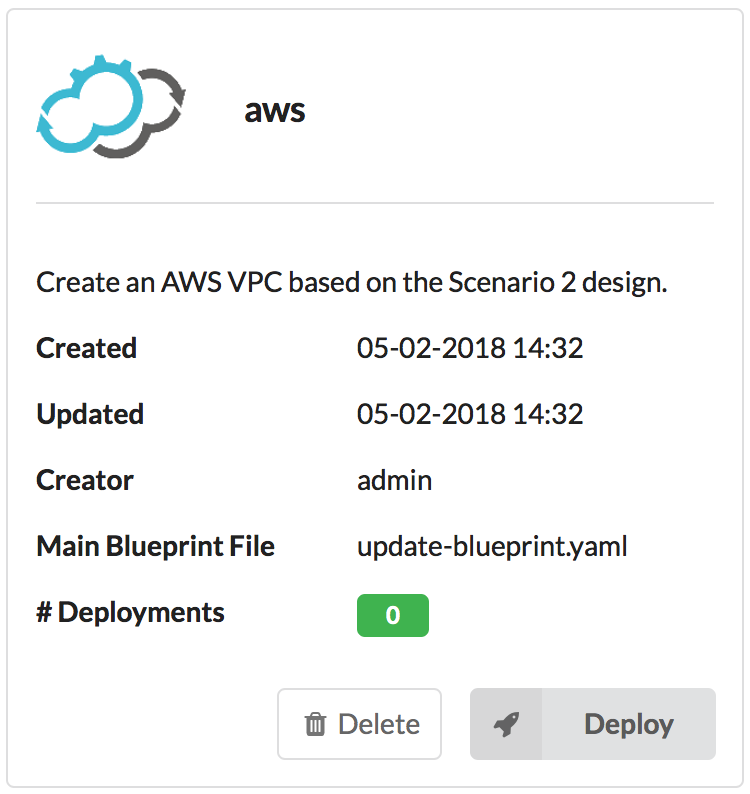 aws
Create an AWS VPC based on the Scenario 2 design.
Created 05-02-2018 14:32
Updated 05-02-2018 14:32
Creator admin
Main Blueprint File update-blueprint.yaml
# Deployments 0
Delete Deploy